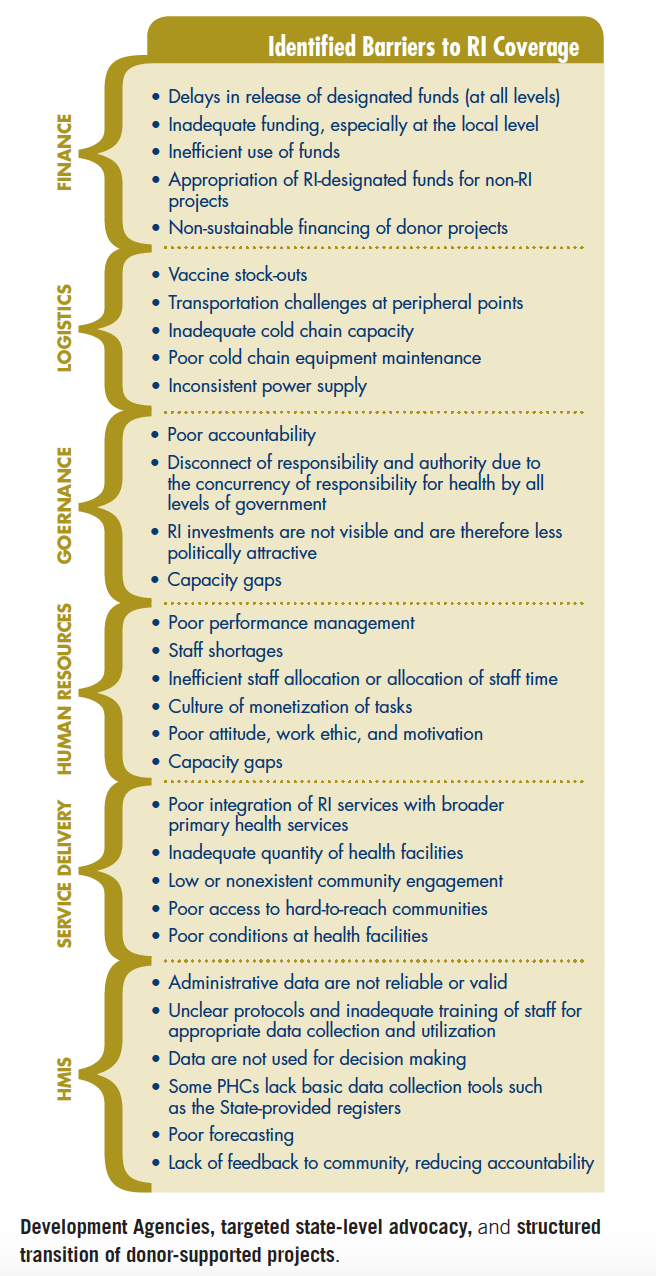 Identified Barriers to RI Coverage
FINANCE
• Delays in release of designated funds (at all levels)
• Inadequate funding, especially at the local level
• Inefficient use of funds
• Appropriation of RI-designated funds for non-RI
projects
• Non-sustainable financing of donor projects
LOGISTICS
• Vaccine stock-outs
• Transportation challenges at peripheral points
• Inadequate cold chain capacity
• Poor cold chain equipment maintenance
• Inconsistent power supply
GOERNANCE
• Poor accountability
• Disconnect of responsibility and authority due to
the concurrency of responsibility for health by all
levels of government
• RI investments are not visible and are therefore less
politically attractive
• Capacity gaps
HUMAN RESOURCES
• Poor performance management
• Staff shortages
• Inefficient staff allocation or allocation of staff time
• Culture of monetization of tasks
• Poor attitude, work ethic, and motivation
• Capacity gaps
SERVICE DELIVERY
• Poor integration of RI services with broader
primary health services
• Inadequate quantity of health facilities
• Low or nonexistent community engagement
• Poor access to hard-to-reach communities
• Poor conditions at health facilities
HMIS
• Administrative data are not reliable or valid
• Unclear protocols and inadequate training of staff for
appropriate data collection and utilization
• Data are not used for decision making
• Some PHCs lack basic data collection tools such
as the State-provided registers
• Poor forecasting
• Lack of feedback to community, reducing accountability
Development Agencies, targeted state-level advocacy, and structured
transition of donor-supported projects.